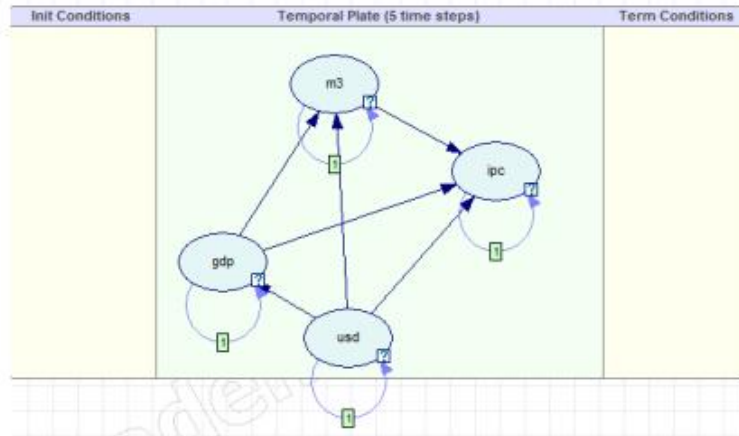 Init Conditions
Temporal Plate (5 time steps)
Term Conditions
m3
?
1
ipc
?
1
gdp
?
1
usd
?
1